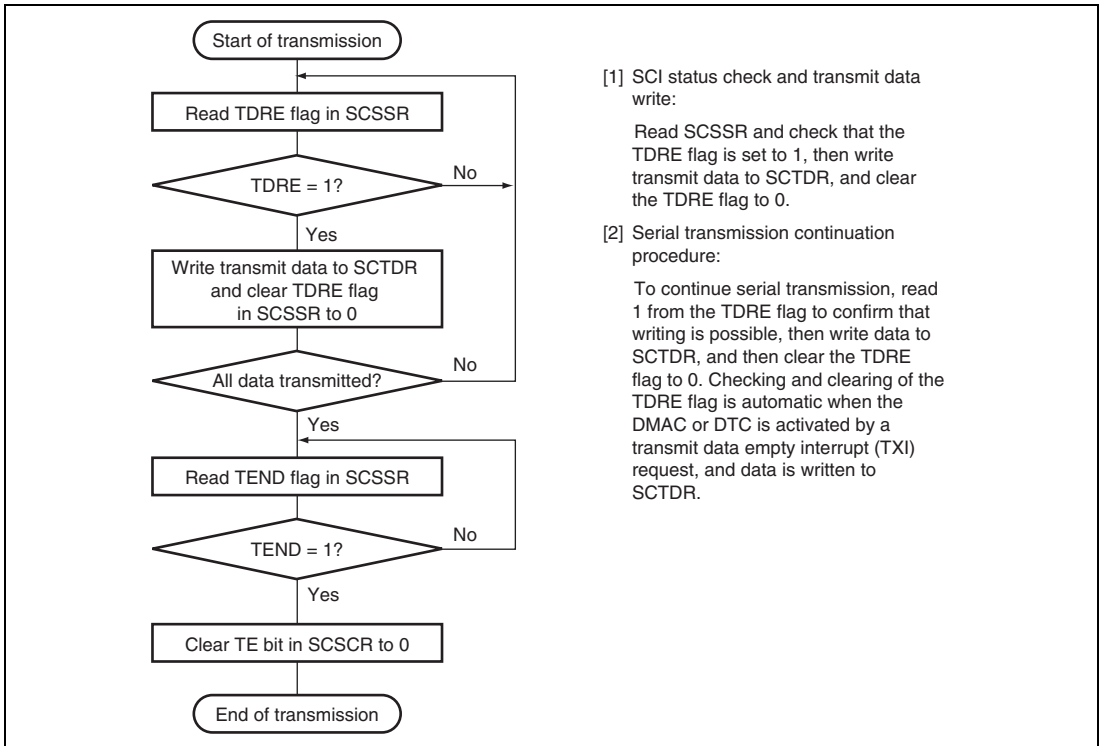 Start of transmission
Read TDRE flag in SCSSR
TDRE = 1?
No
Yes
Write transmit data to SCTDR
and clear TDRE flag
in SCSSR to 0
All data transmitted?
No
Yes
Read TEND flag in SCSSR
TEND = 1?
No
Yes
Clear TE bit in SCSCR to 0
End of transmission
[1] SCI status check and transmit data
write:
Read SCSSR and check that the
TDRE flag is set to 1, then write
transmit data to SCTDR, and clear
the TDRE flag to 0.
[2] Serial transmission continuation
procedure:
To continue serial transmission, read
1 from the TDRE flag to confirm that
writing is possible, then write data to
SCTDR, and then clear the TDRE
flag to 0. Checking and clearing of the
TDRE flag is automatic when the
DMAC or DTC is activated by a
transmit data empty interrupt (TXI)
request, and data is written to
SCTDR.